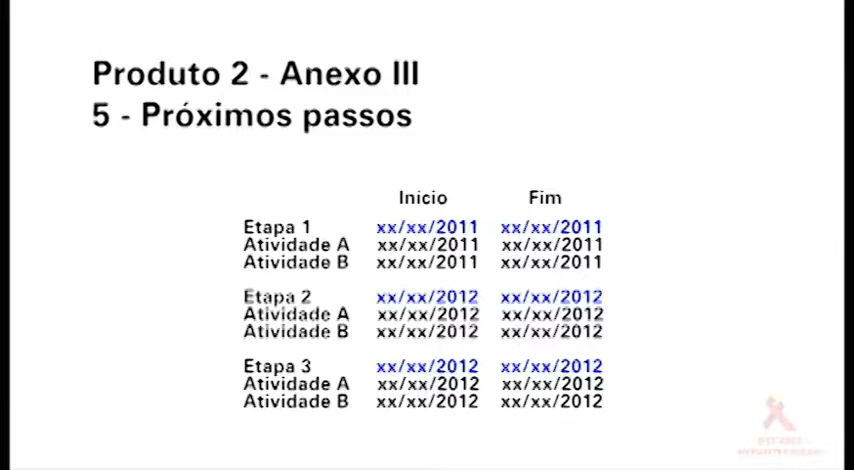 Produto 2 - Anexo III
5 - Próximos passos
Início Fim
Etapa 1 xx/xx/2011 xx/xx/2011
Atividade A xx/xx/2011 xx/xx/2011
Atividade B xx/xx/2011 xx/xx/2011
Etapa 2 xx/xx/2012 xx/xx/2012
Atividade A xx/xx/2012 xx/xx/2012
Atividade B xx/xx/2012 xx/xx/2012
Etapa 3 xx/xx/2012 xx/xx/2012
Atividade A xx/xx/2012 xx/xx/2012
Atividade B xx/xx/2012 xx/xx/2012